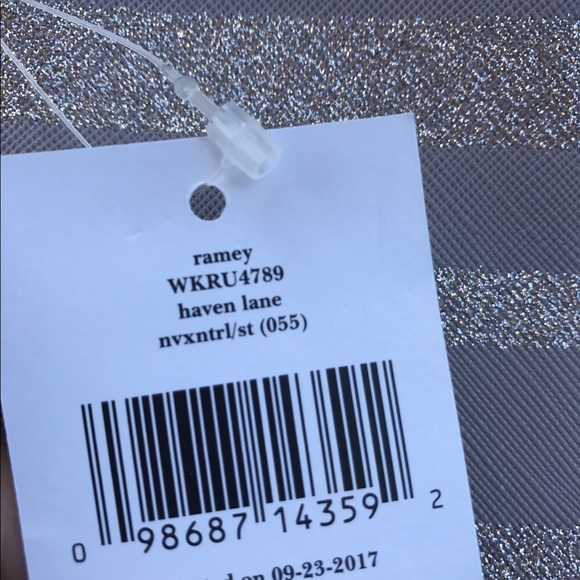 ramey
WKRU4789
haven lane
nvxntrl/st (055)
0 98687 14359 2
on 09-23-2017